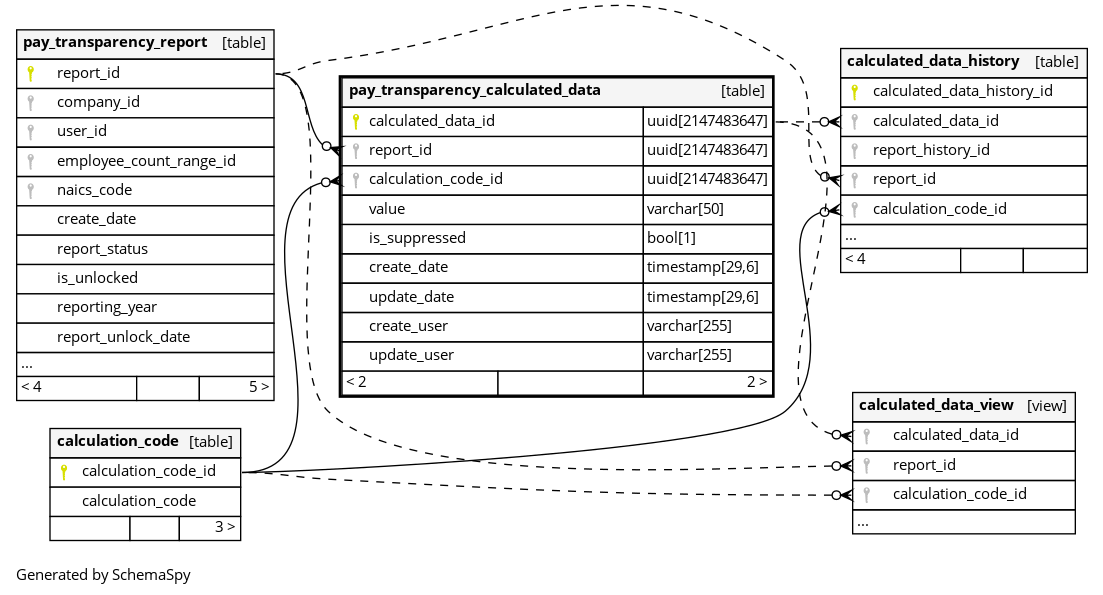 pay_transparency_report [table]
report_id
company_id
user_id
employee_count_range_id
naics_code
create_date
report_status
is_unlocked
reporting_year
report_unlock_date
...
< 4 5 >
calculation_code [table]
calculation_code_id
calculation_code
3 >
pay_transparency_calculated_data [table]
calculated_data_id uuid[2147483647]
report_id uuid[2147483647]
calculation_code_id uuid[2147483647]
value varchar[50]
is_suppressed bool[1]
create_date timestamp[29,6]
update_date timestamp[29,6]
create_user varchar[255]
update_user varchar[255]
< 2 2 >
calculated_data_history [table]
calculated_data_history_id
calculated_data_id
report_history_id
report_id
calculation_code_id
...
< 4
calculated_data_view [view]
calculated_data_id
report_id
calculation_code_id
...
Generated by SchemaSpy